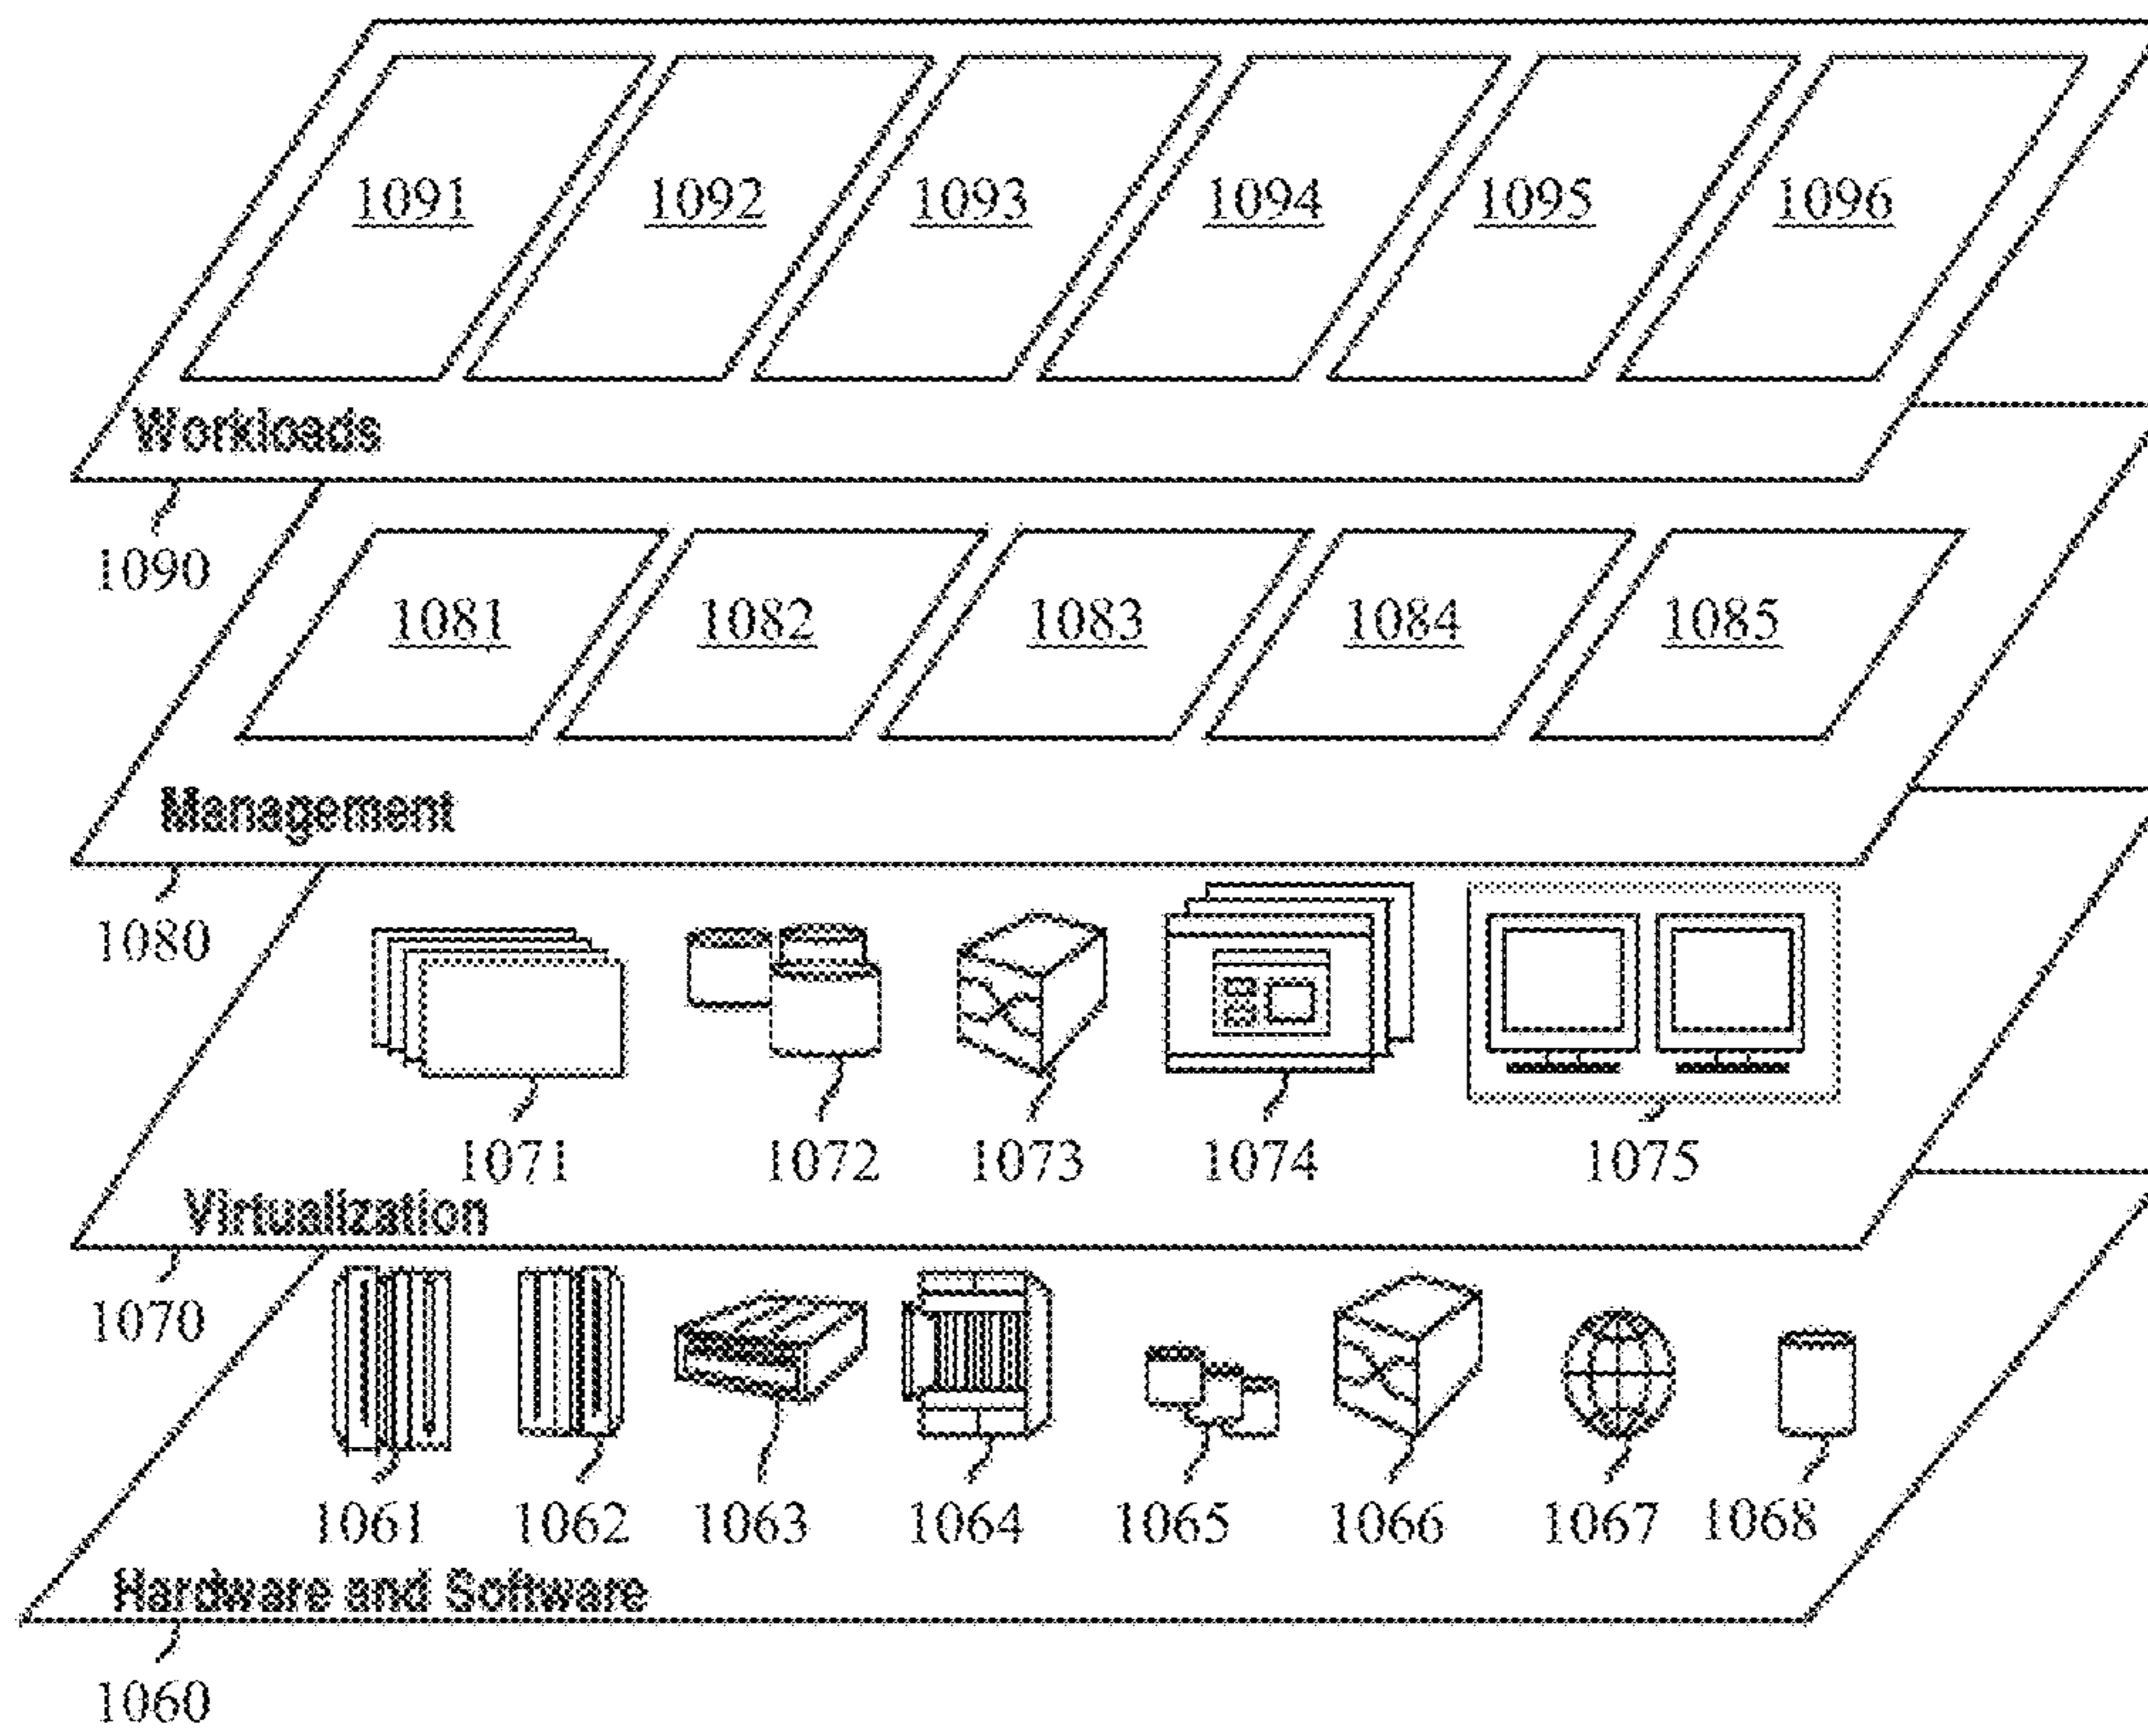 1091 1092 1093 1094 1095 1096
Workloads
1090
1081 1082 1083 1084 1085
Management
1080
1071 1072 1073 1074 1075
Virtualization
1070
1061 1062 1063 1064 1065 1066 1067 1068
Hardware and Software
1060